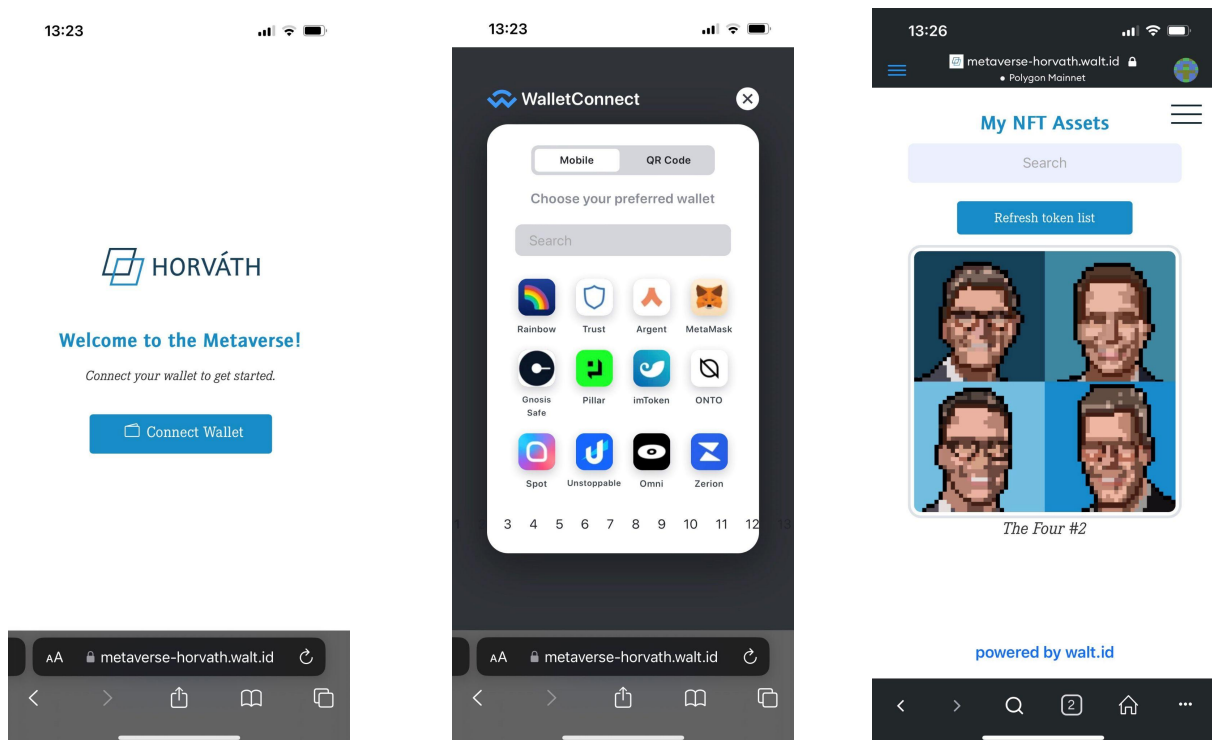 13:23
HORVÁTH
Welcome to the Metaverse!
Connect your wallet to get started.
Connect Wallet
AA metaverse-horvath.walt.id
13:23
WalletConnect
Mobile QR Code
Choose your preferred wallet
Search
Rainbow Trust Argent MetaMask
Gnosis Safe Pillar imToken ONTO
Spot Unstoppable Omni Zerion
3 4 5 6 7 8 9 10 11 12 13
AA metaverse-horvath.walt.id
13:26
metaverse-horvath.walt.id
• Polygon Mainnet
My NFT Assets
Search
Refresh token list
The Four #2
powered by walt.id
2